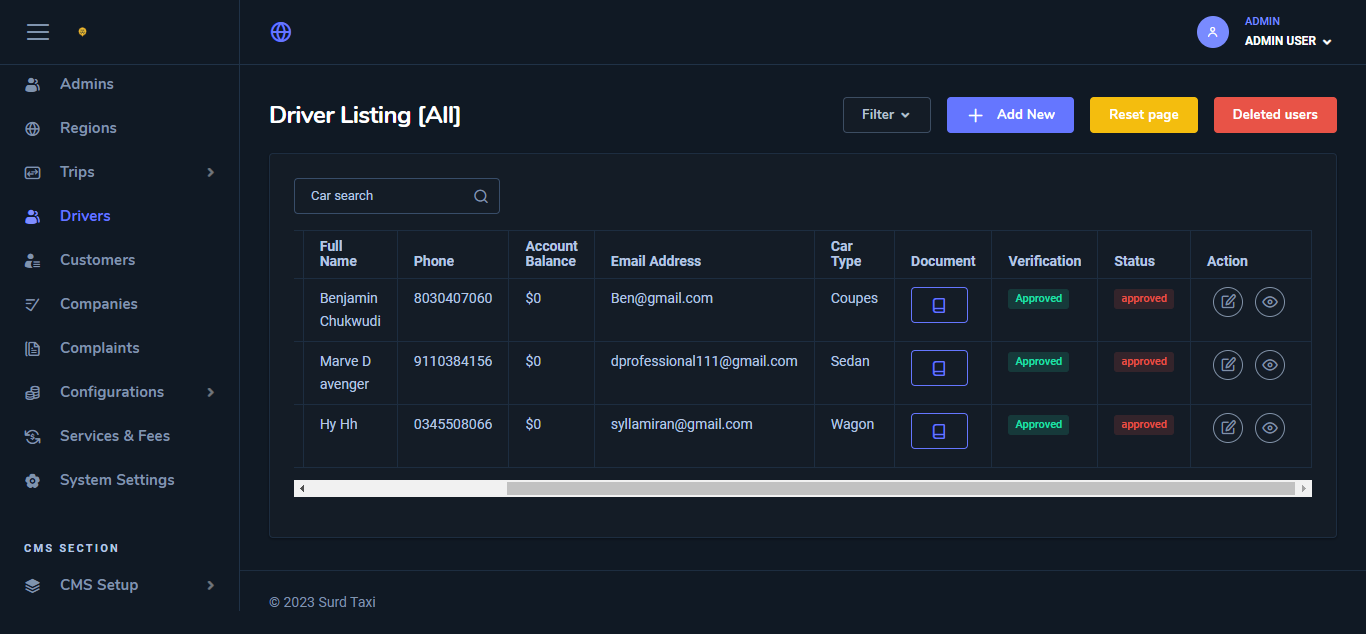 ADMIN
ADMIN USER
Admins
Regions
Trips
Drivers
Customers
Companies
Complaints
Configurations
Services & Fees
System Settings
CMS SECTION
CMS Setup
Driver Listing [All]
Filter
Add New
Reset page
Deleted users
Car search
Full Name Phone Account Balance Email Address Car Type Document Verification Status Action
Benjamin Chukwudi 8030407060 $0 Ben@gmail.com Coupes Approved approved
Marve D avenger 9110384156 $0 dprofessional111@gmail.com Sedan Approved approved
Hy Hh 0345508066 $0 syllamiran@gmail.com Wagon Approved approved
© 2023 Surd Taxi